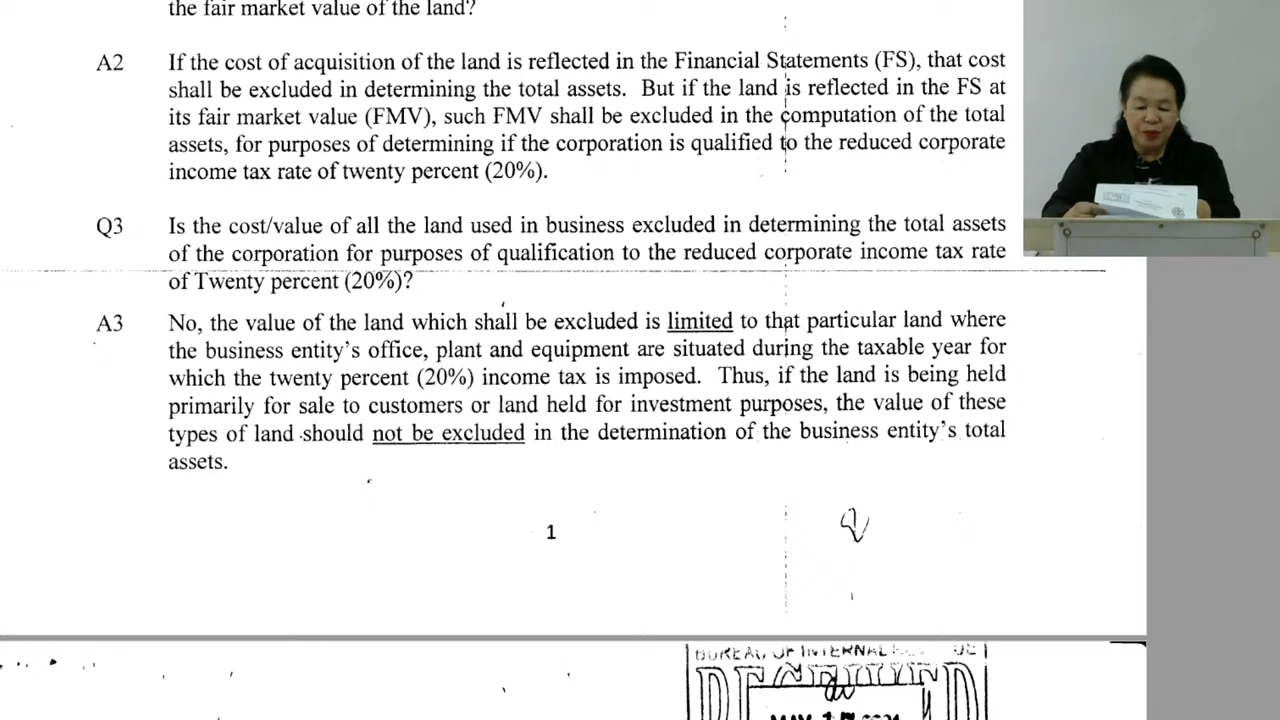 the fair market value of the land?
A2 If the cost of acquisition of the land is reflected in the Financial Statements (FS), that cost
shall be excluded in determining the total assets. But if the land is reflected in the FS at
its fair market value (FMV), such FMV shall be excluded in the computation of the total
assets, for purposes of determining if the corporation is qualified to the reduced corporate
income tax rate of twenty percent (20%).
Q3 Is the cost/value of all the land used in business excluded in determining the total assets
of the corporation for purposes of qualification to the reduced corporate income tax rate
of Twenty percent (20%)?
A3 No, the value of the land which shall be excluded is limited to that particular land where
the business entity's office, plant and equipment are situated during the taxable year for
which the twenty percent (20%) income tax is imposed. Thus, if the land is being held
primarily for sale to customers or land held for investment purposes, the value of these
types of land should not be excluded in the determination of the business entity's total
assets.
1
BUREAU OF INTERNAL